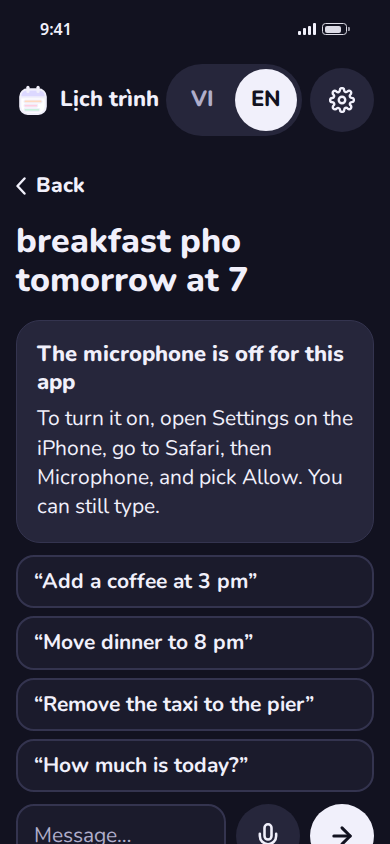 9:41
Lịch trình VI EN
Back
breakfast pho
tomorrow at 7
The microphone is off for this
app
To turn it on, open Settings on the
iPhone, go to Safari, then
Microphone, and pick Allow. You
can still type.
“Add a coffee at 3 pm”
“Move dinner to 8 pm”
“Remove the taxi to the pier”
“How much is today?”
Message...